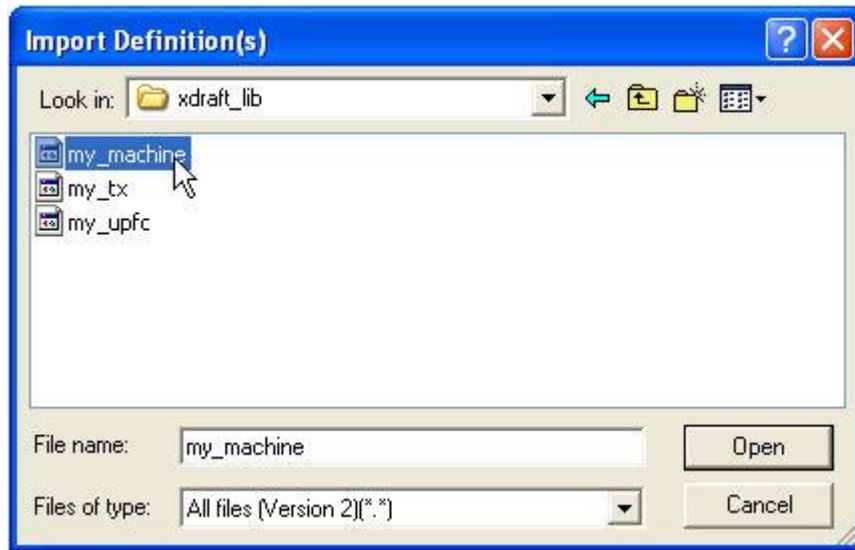 Import Definition(s)
Look in: xdraft_lib
my_machine
my_tx
my_upfc
File name: my_machine Open
Files of type: All files (Version 2)(*.*) Cancel